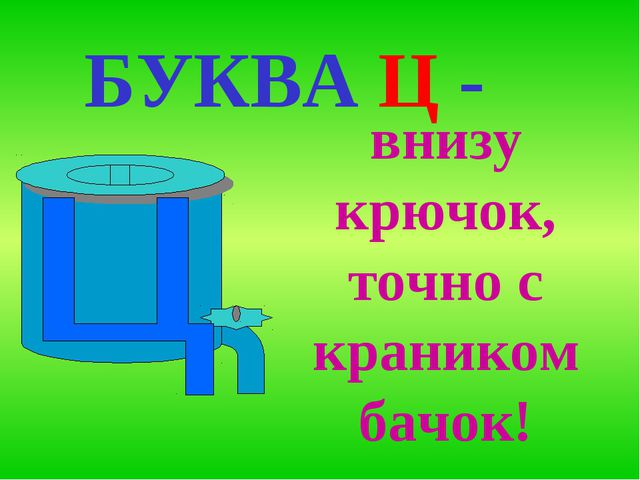 БУКВА Ц -
внизу
крючок,
точно с
краником
бачок!
Ц